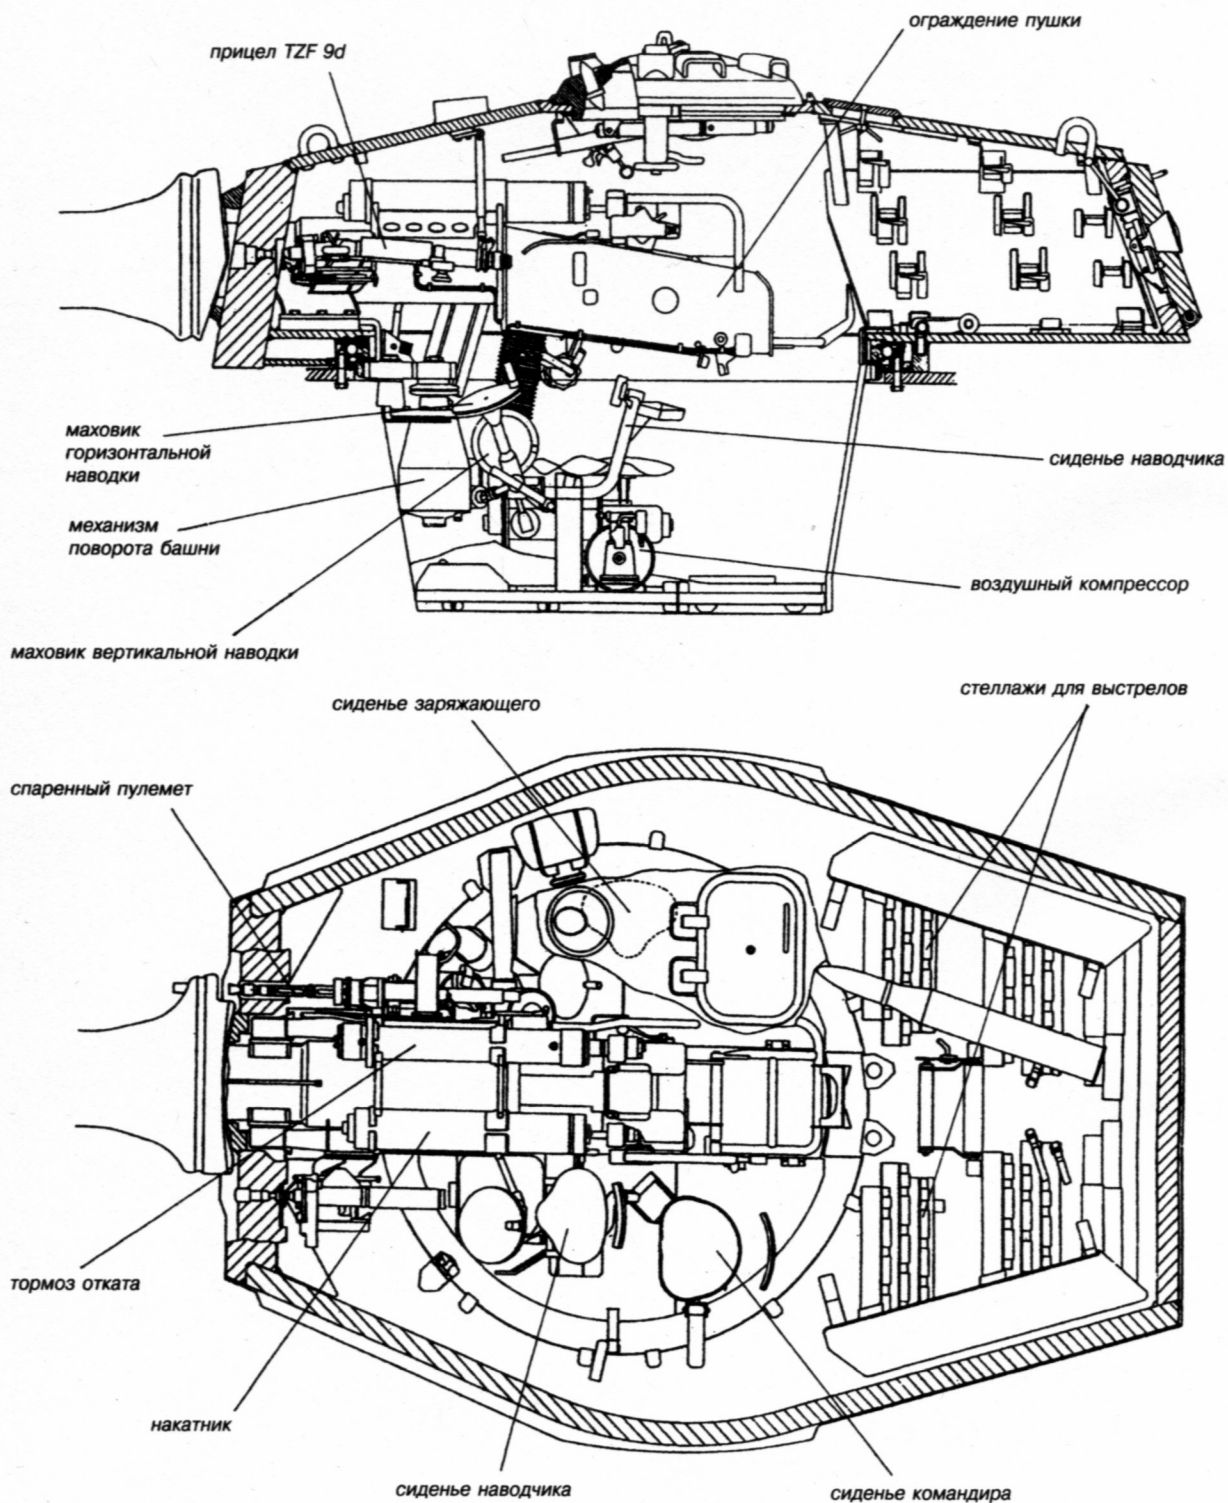 ограждение пушки
прицел TZF 9d
маховик
горизонтальной
наводки
сиденье наводчика
механизм
поворота башни
воздушный компрессор
маховик вертикальной наводки
стеллажи для выстрелов
сиденье заряжающего
спаренный пулемет
тормоз отката
накатник
сиденье наводчика
сиденье командира